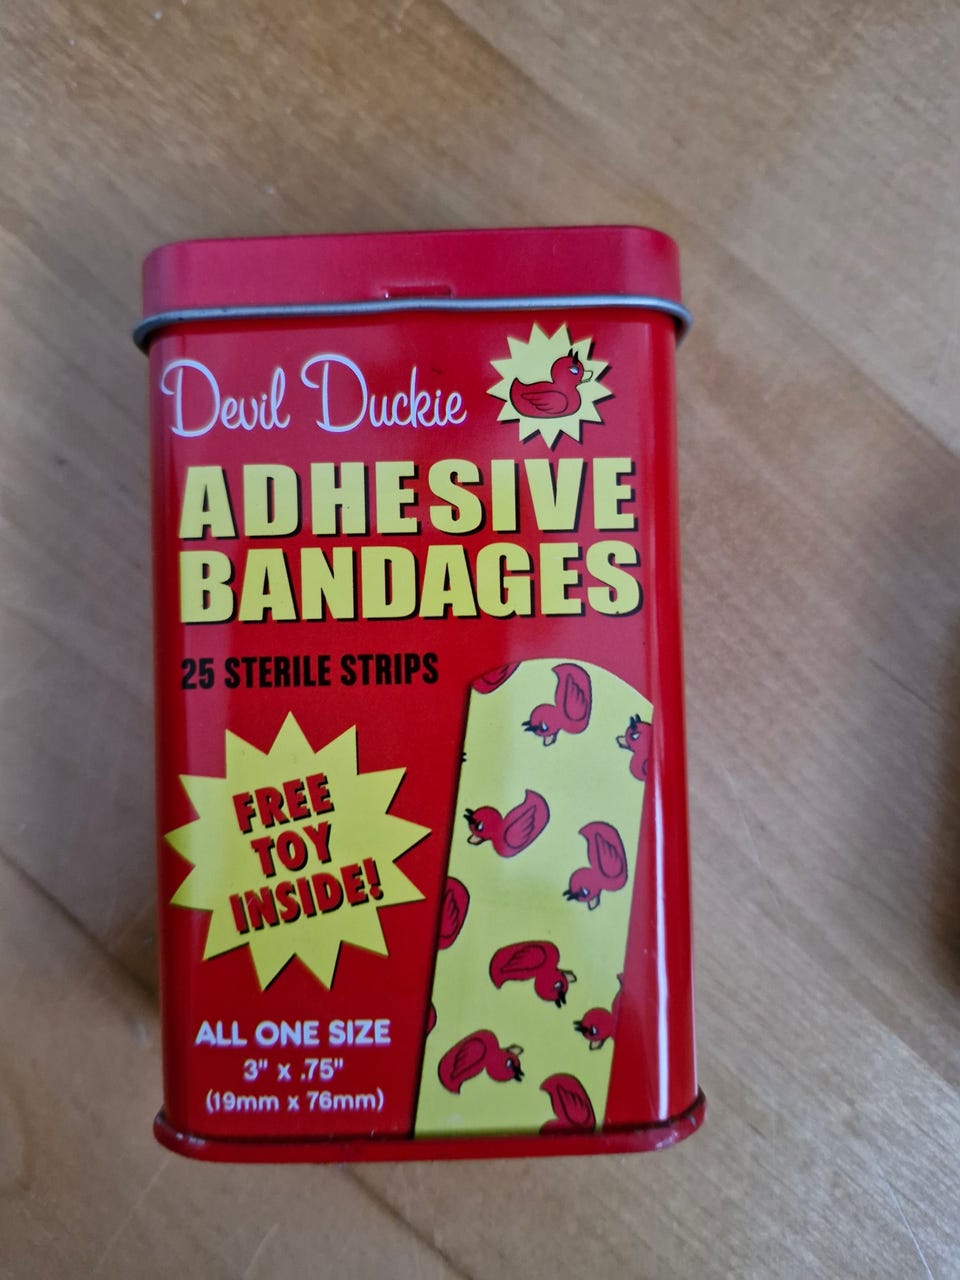 Devil Duckie
ADHESIVE
BANDAGES
25 STERILE STRIPS
FREE
TOY
INSIDE!
ALL ONE SIZE
3" x .75"
(19mm x 76mm)